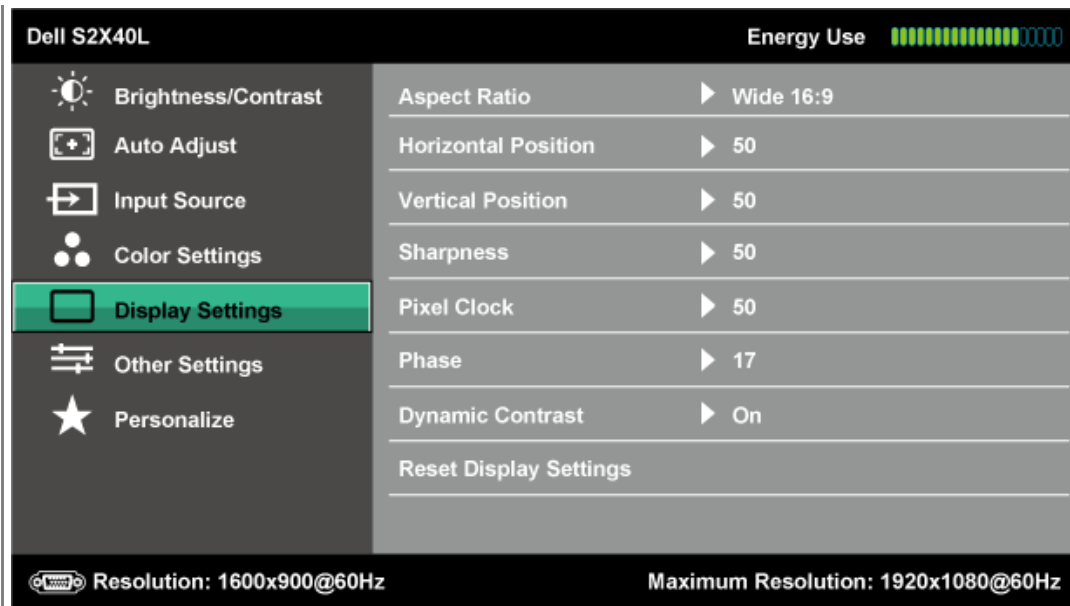 Dell S2X40L Energy Use
Brightness/Contrast
Auto Adjust
Input Source
Color Settings
Display Settings
Other Settings
Personalize
Aspect Ratio Wide 16:9
Horizontal Position 50
Vertical Position 50
Sharpness 50
Pixel Clock 50
Phase 17
Dynamic Contrast On
Reset Display Settings
Resolution: 1600x900@60Hz Maximum Resolution: 1920x1080@60Hz